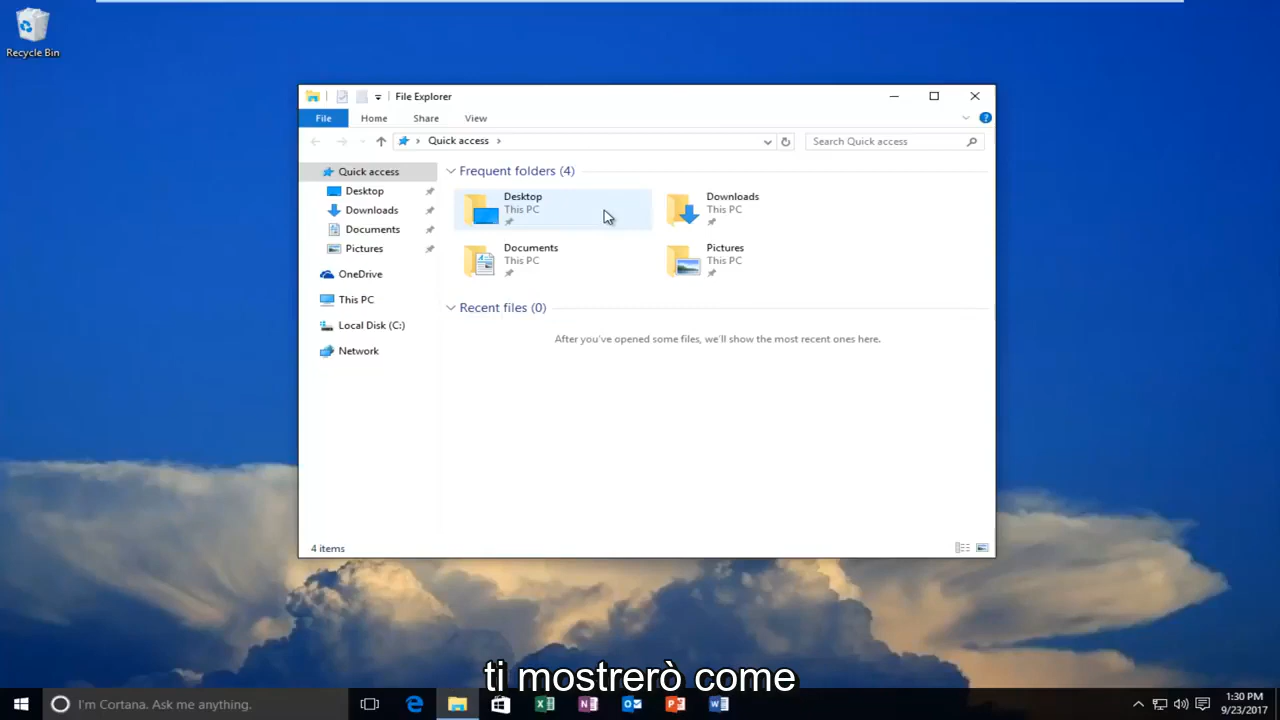 Recycle Bin
File Explorer
File Home Share View
Quick access
Search Quick access
Quick access
Desktop
Downloads
Documents
Pictures
OneDrive
This PC
Local Disk (C:)
Network
Frequent folders (4)
Desktop
This PC
Downloads
This PC
Documents
This PC
Pictures
This PC
Recent files (0)
After you've opened some files, we'll show the most recent ones here.
4 items
ti mostrerò come
I'm Cortana. Ask me anything.
1:30 PM
9/23/2017